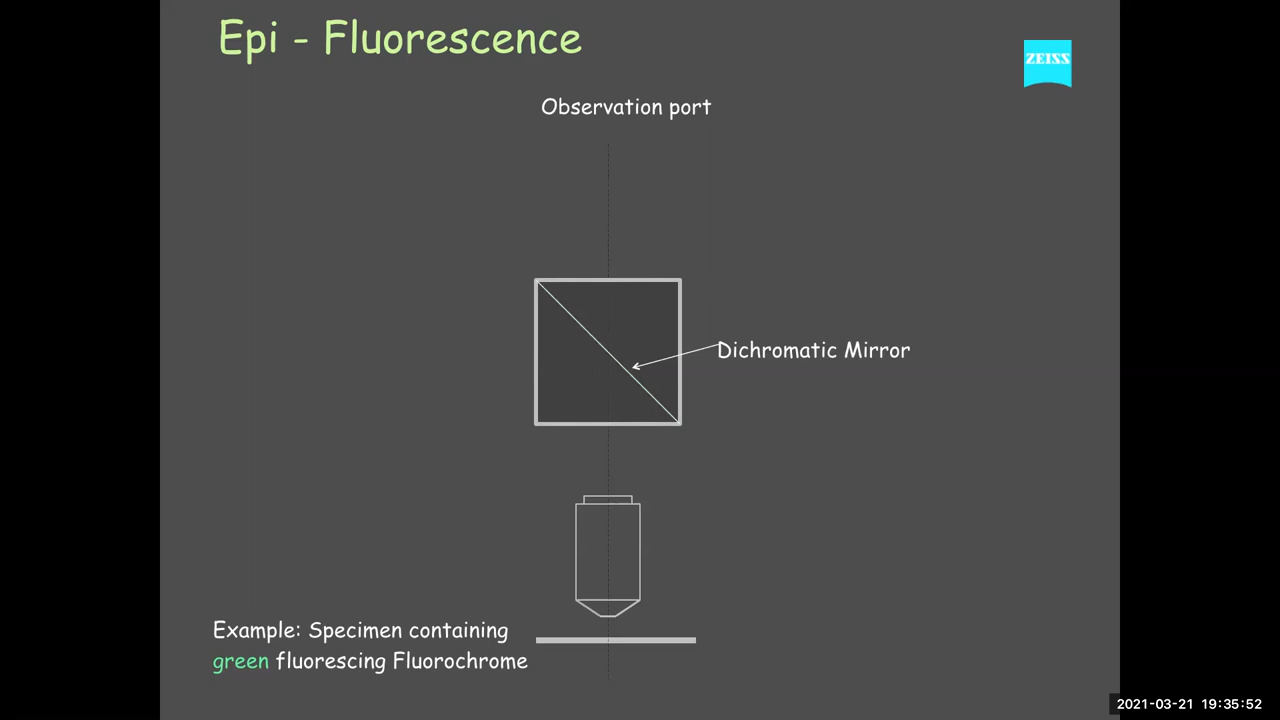 Epi - Fluorescence
ZEISS
Observation port
Dichromatic Mirror
Example: Specimen containing
green fluorescing Fluorochrome
2021-03-21 19:35:52